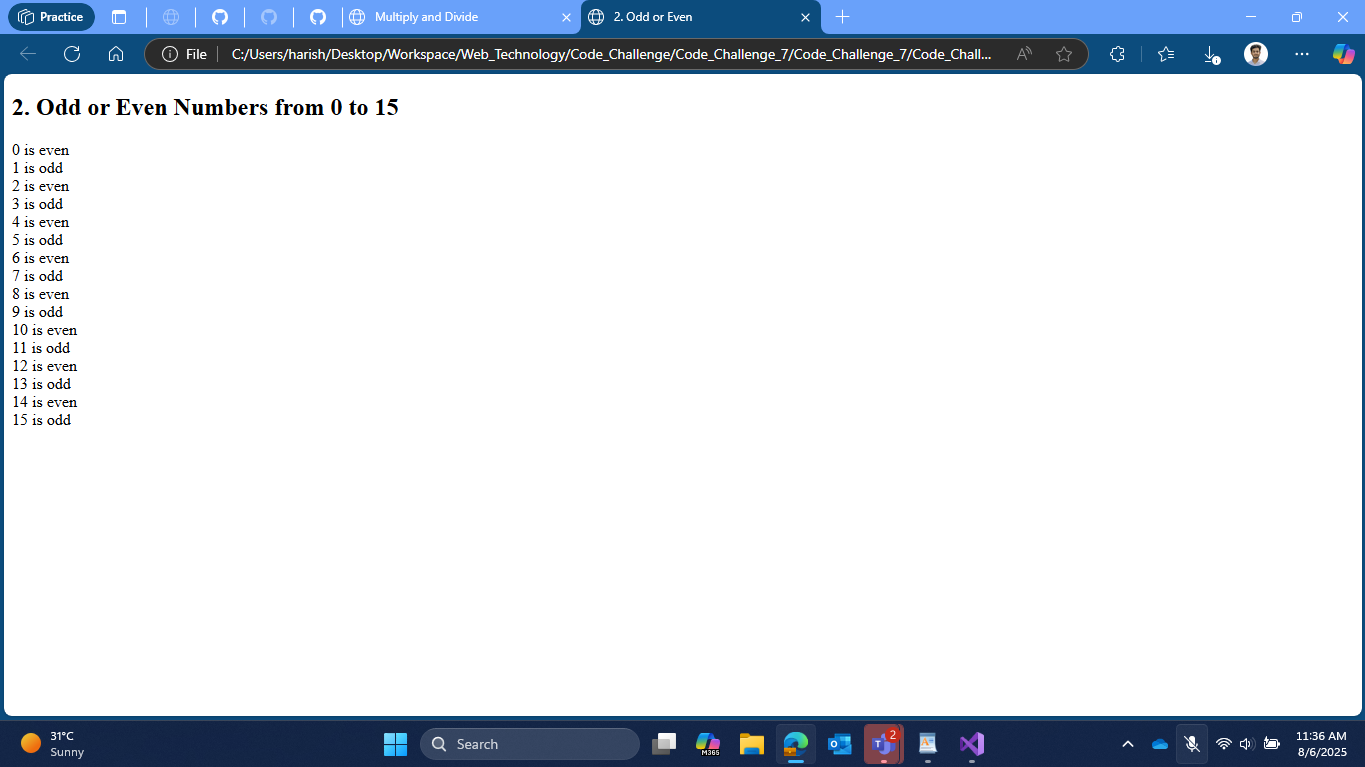 Practice
Multiply and Divide
2. Odd or Even
File
C:/Users/harish/Desktop/Workspace/Web_Technology/Code_Challenge/Code_Challenge_7/Code_Challenge_7/Code_Chall...
2. Odd or Even Numbers from 0 to 15
0 is even
1 is odd
2 is even
3 is odd
4 is even
5 is odd
6 is even
7 is odd
8 is even
9 is odd
10 is even
11 is odd
12 is even
13 is odd
14 is even
15 is odd
31°C
Sunny
Search
M365
2
11:36 AM
8/6/2025